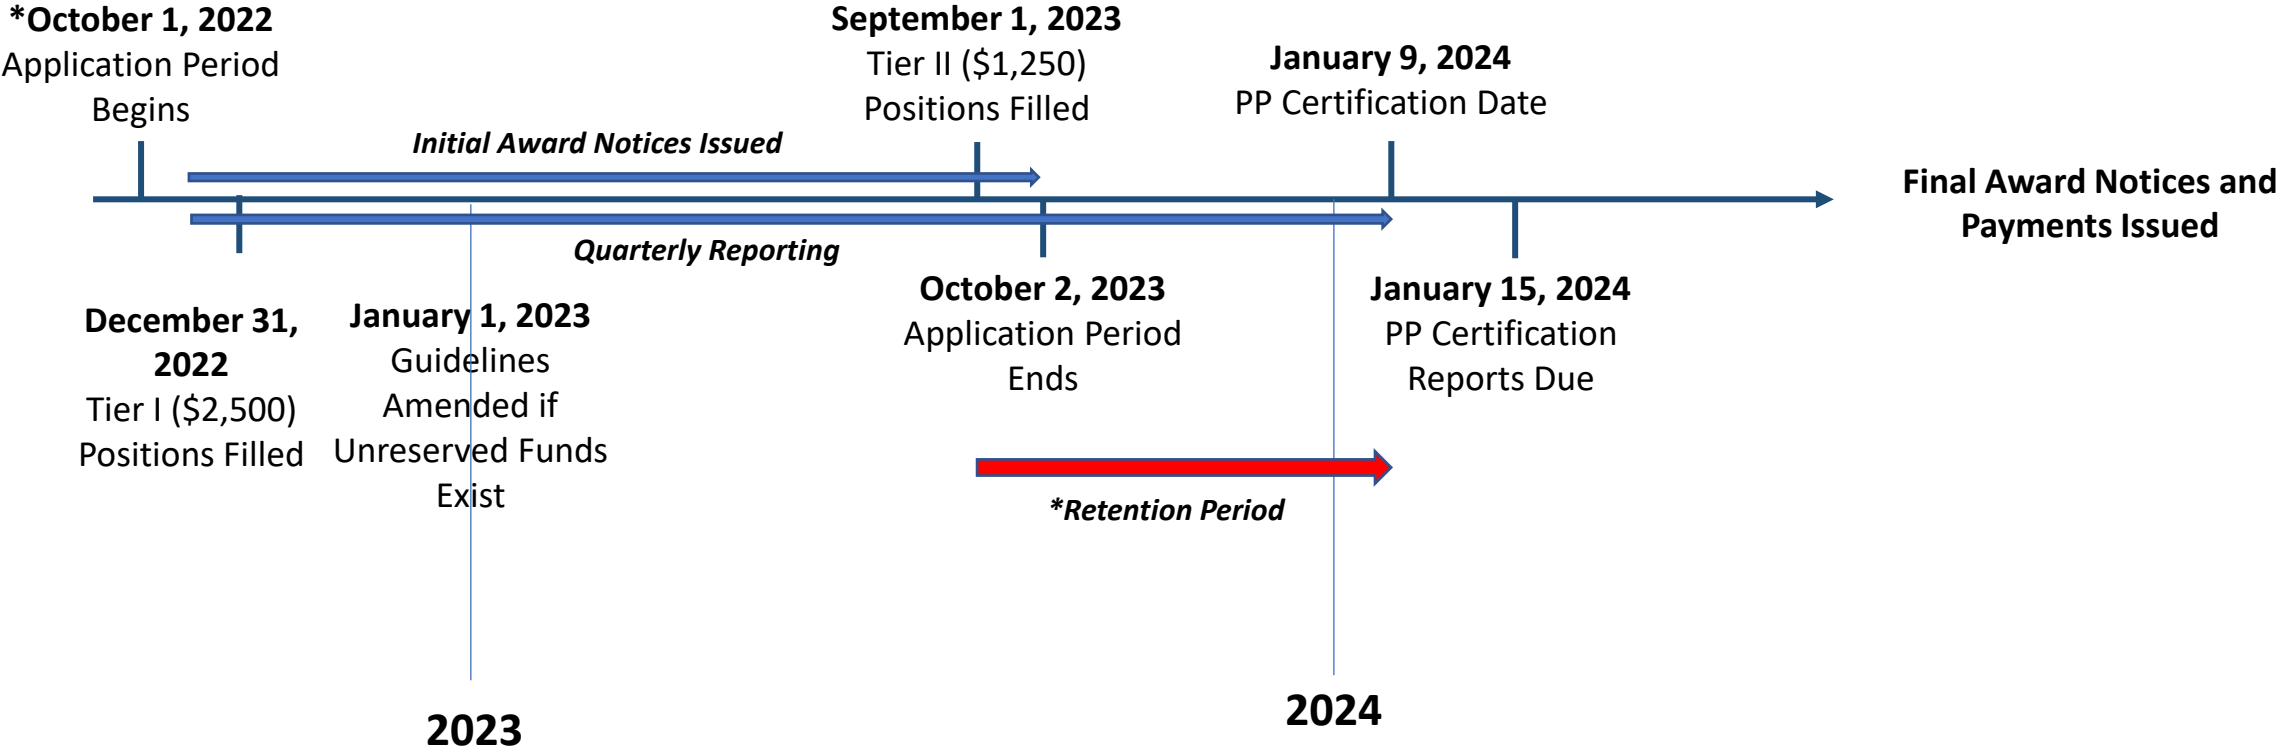 *October 1, 2022
Application Period
Begins
September 1, 2023
Tier II ($1,250)
Positions Filled
January 9, 2024
PP Certification Date
Initial Award Notices Issued
Final Award Notices and
Payments Issued
Quarterly Reporting
December 31,
2022
Tier I ($2,500)
Positions Filled
January 1, 2023
Guidelines
Amended if
Unreserved Funds
Exist
October 2, 2023
Application Period
Ends
January 15, 2024
PP Certification
Reports Due
*Retention Period
2023
2024